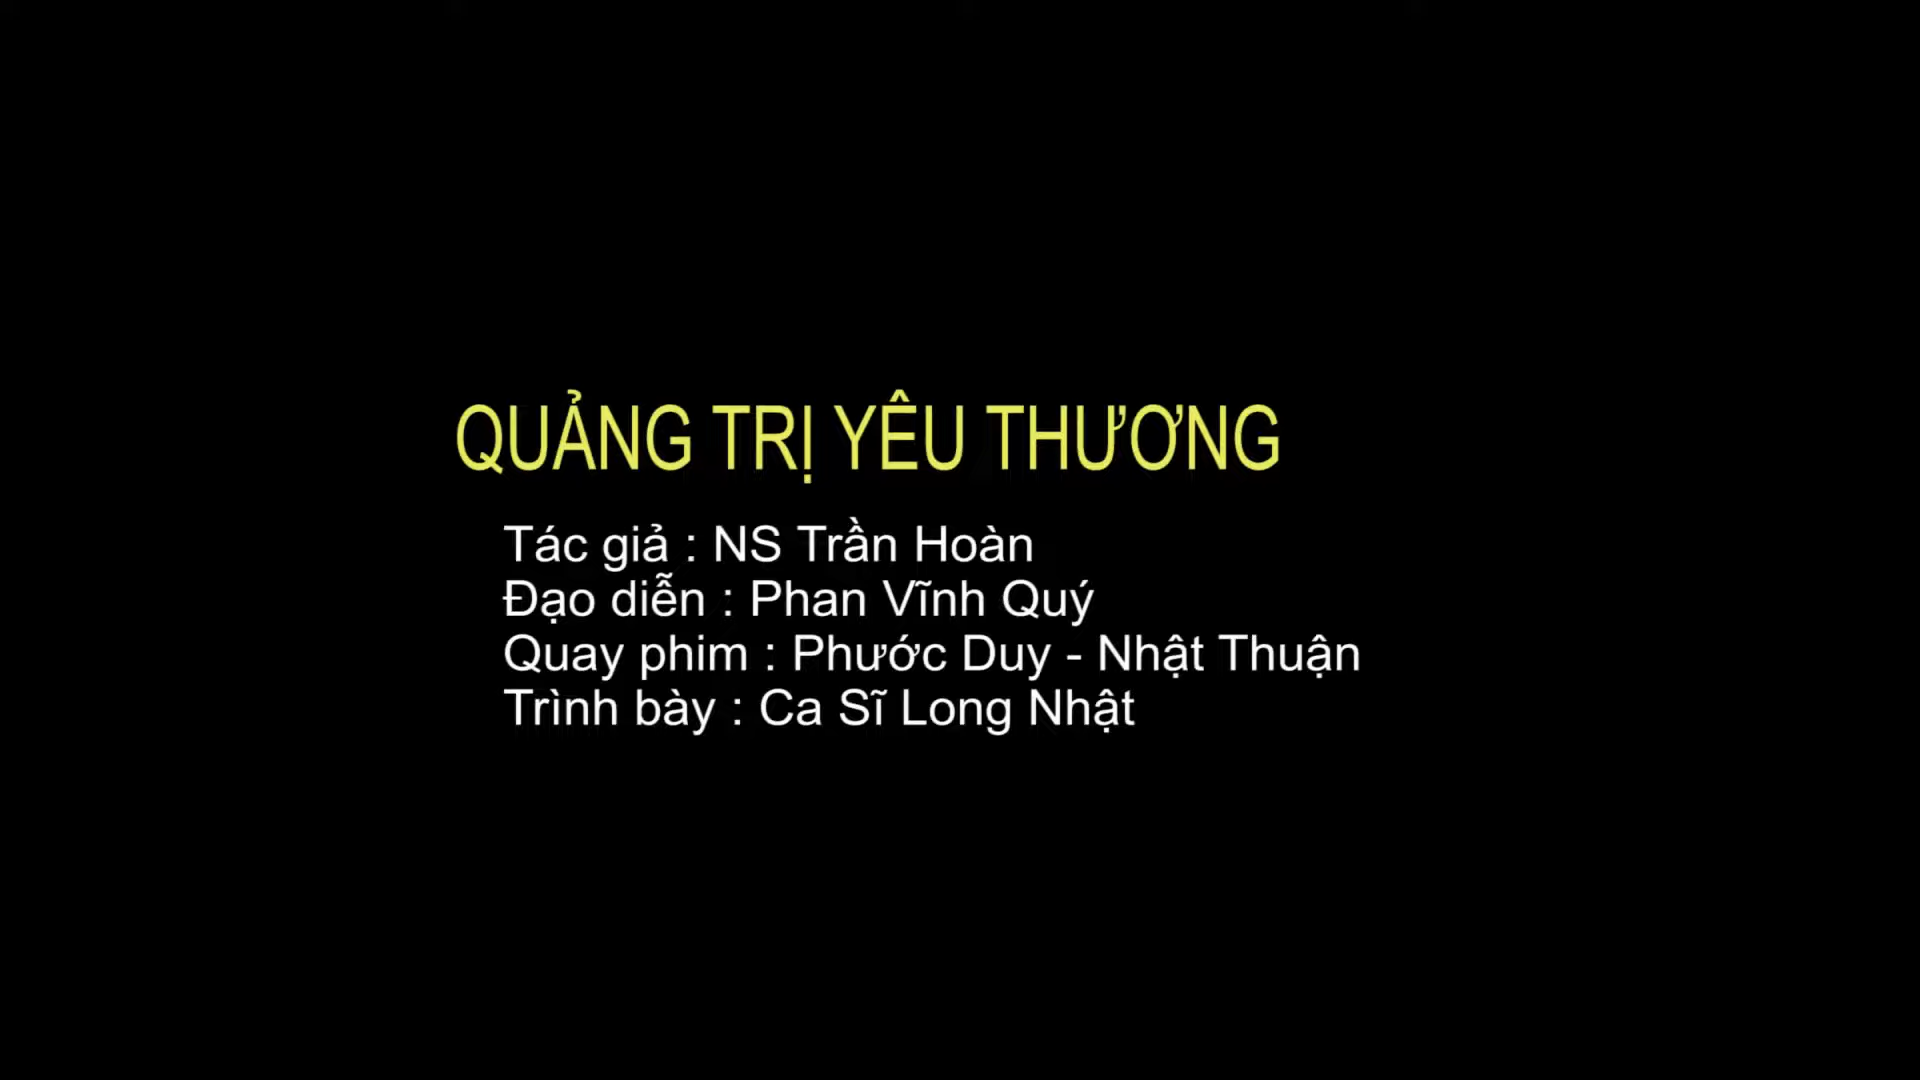 QUẢNG TRỊ YÊU THƯƠNG
Tác giả : NS Trần Hoàn
Đạo diễn : Phan Vĩnh Quý
Quay phim : Phước Duy - Nhật Thuận
Trình bày : Ca Sĩ Long Nhật